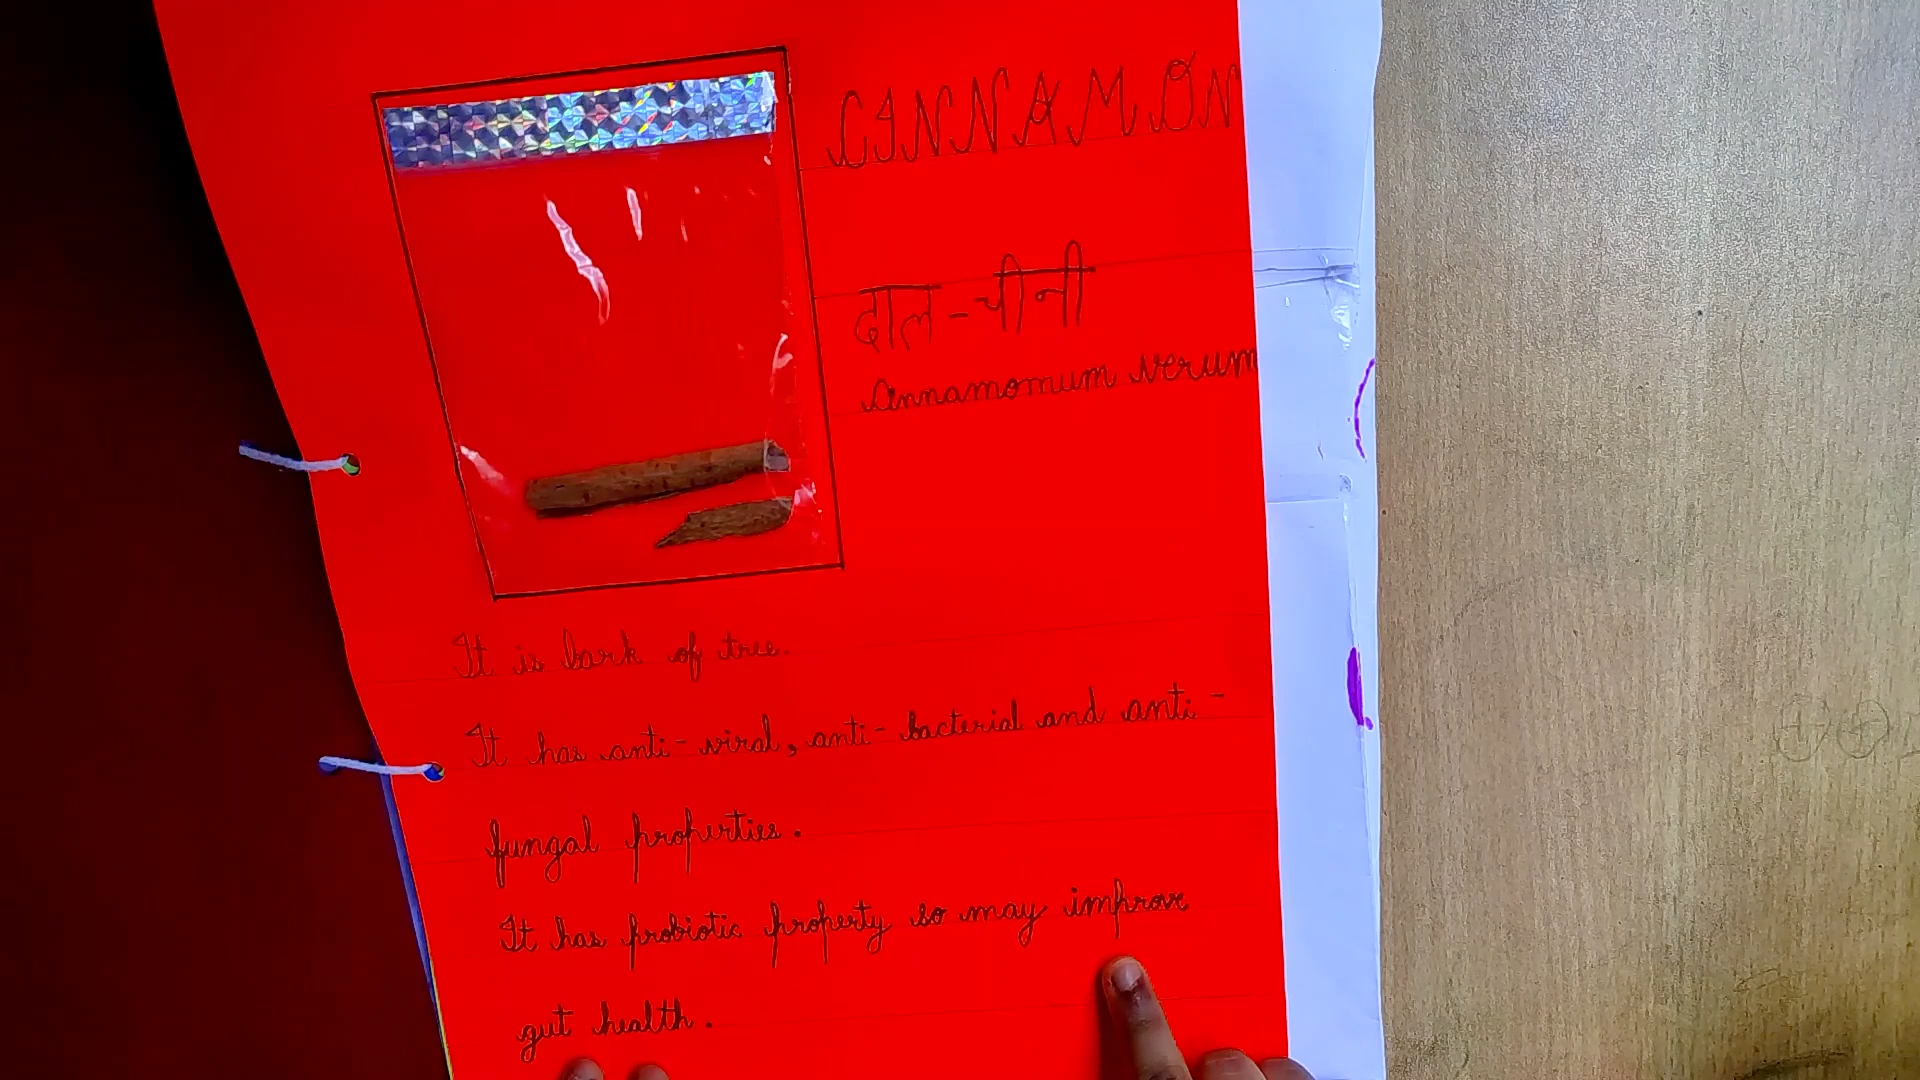 CINNAMON
दाल-चीनी
Cinnamomum verum
It is bark of tree.
It has anti-viral, anti-bacterial and anti-
fungal properties.
It has probiotic property so may improve
gut health.